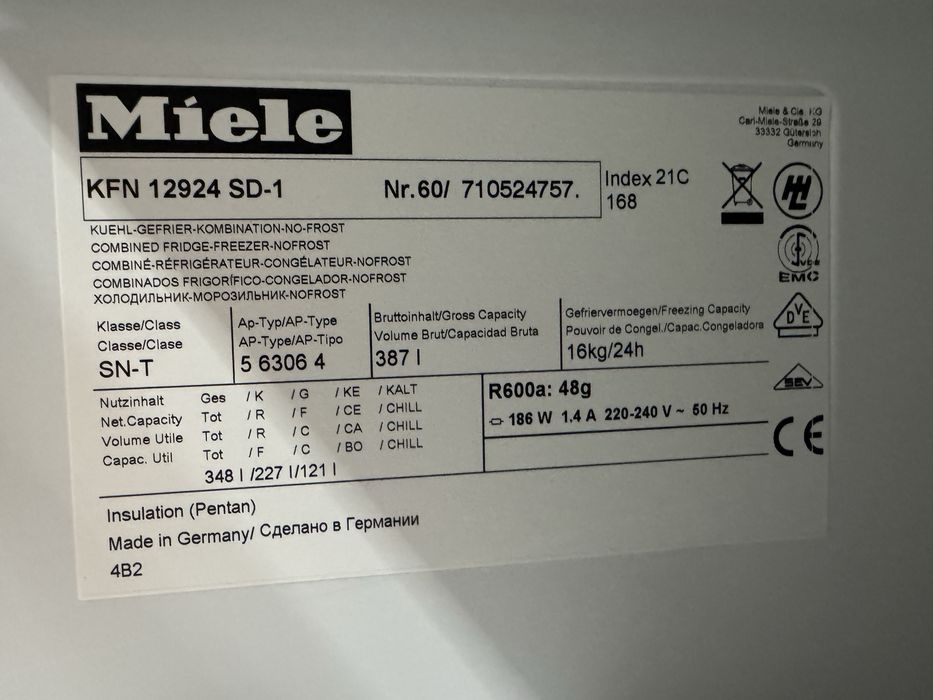 Miele
Miele & Cie. KG
Carl-Miele-Straße 29
33332 Gütersloh
Germany
KFN 12924 SD-1 Nr.60/ 710524757.
Index 21C
168
KUEHL-GEFRIER-KOMBINATION-NO-FROST
COMBINED FRIDGE-FREEZER-NOFROST
COMBINÉ-RÉFRIGÉRATEUR-CONGÉLATEUR-NOFROST
COMBINADOS FRIGORÍFICO-CONGELADOR-NOFROST
ХОЛОДИЛЬНИК-МОРОЗИЛЬНИК-NOFROST
EMC
DVE
SEV
CE
Klasse/Class
Classe/Clase
SN-T
Ap-Typ/AP-Type
AP-Type/AP-Tipo
5 6306 4
Bruttoinhalt/Gross Capacity
Volume Brut/Capacidad Bruta
387 l
Gefriervermoegen/Freezing Capacity
Pouvoir de Congel./Capac.Congeladora
16kg/24h
Nutzinhalt Ges / K / G / KE / KALT
Net.Capacity Tot / R / F / CE / CHILL
Volume Utile Tot / R / C / CA / CHILL
Capac. Util Tot / F / C / BO / CHILL
348 l /227 l/121 l
R600a: 48g
186 W 1.4 A 220-240 V ~ 50 Hz
Insulation (Pentan)
Made in Germany/ Сделано в Германии
4B2